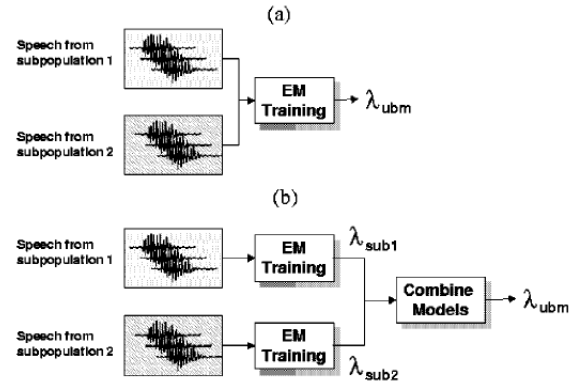 (a)
Speech from
subpopulation 1
EM
Training
λubm
Speech from
subpopulation 2
(b)
Speech from
subpopulation 1
EM
Training
λsub1
Combine
Models
λubm
Speech from
subpopulation 2
EM
Training
λsub2